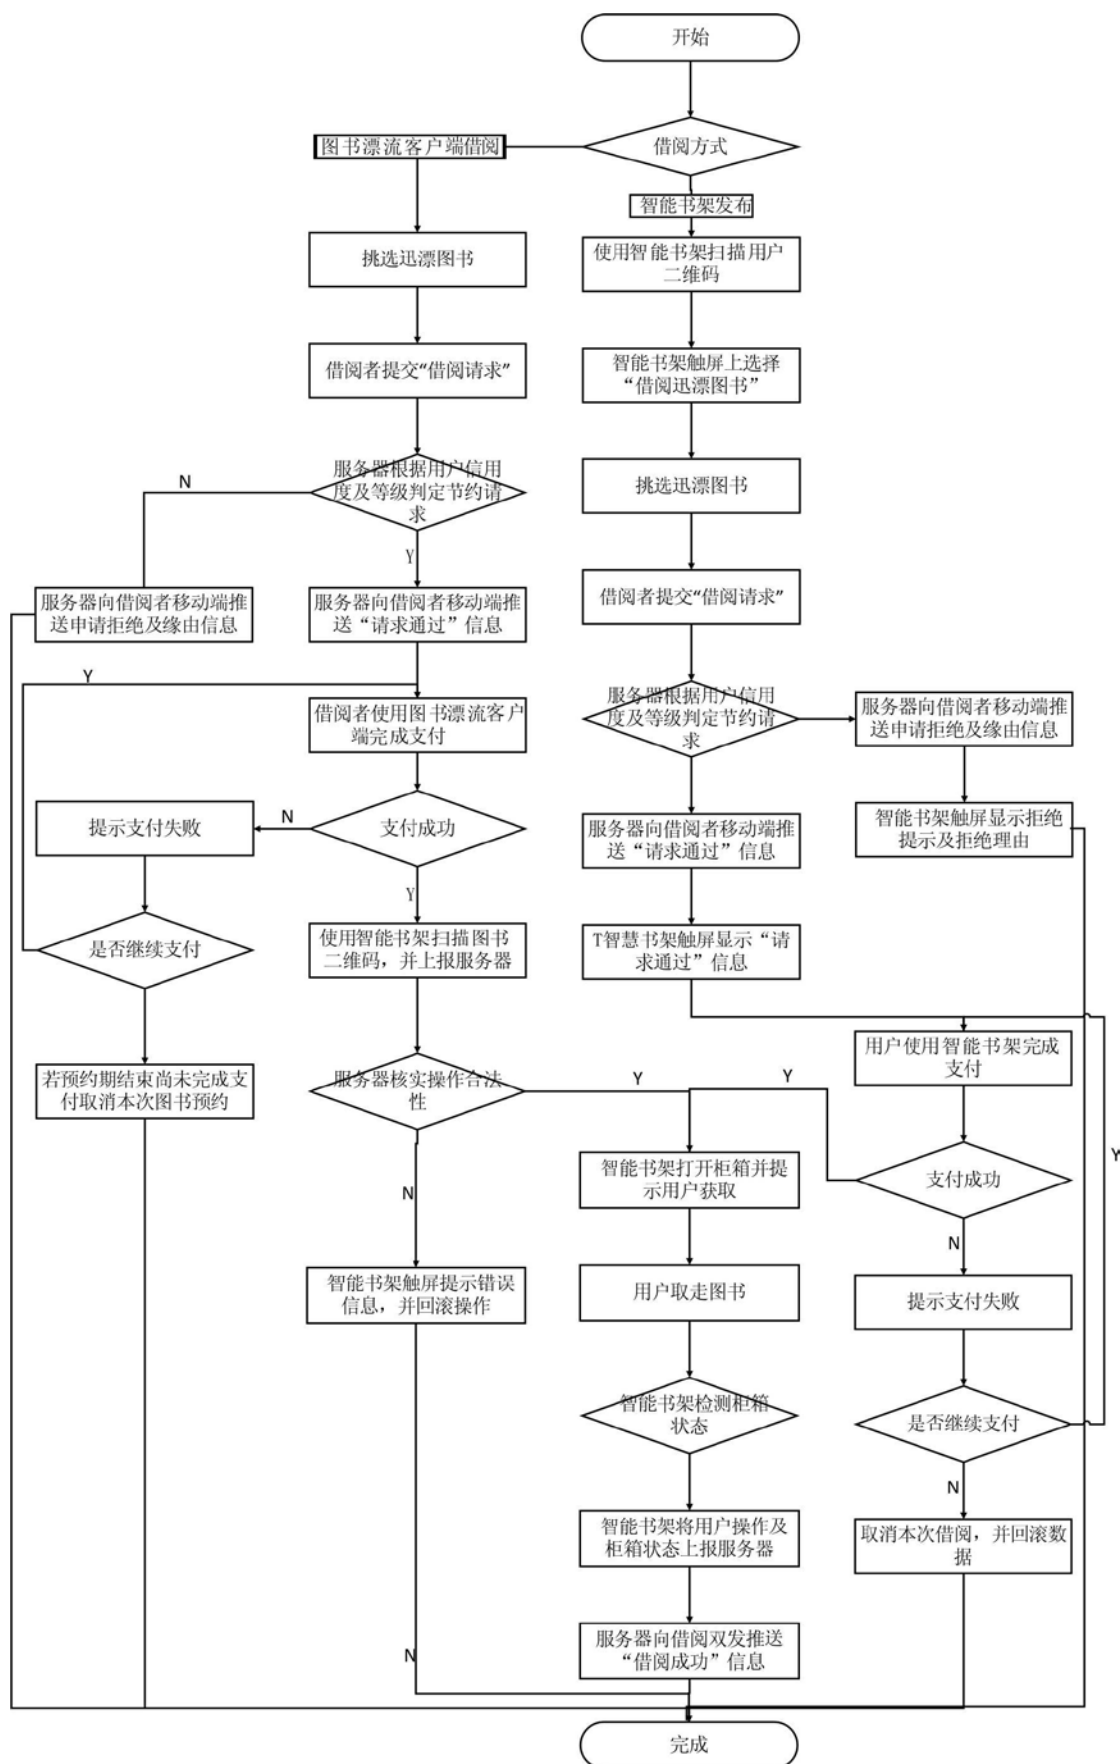 开始
借阅方式
图书漂流客户端借阅
智能书架发布
挑选迅漂图书
借阅者提交“借阅请求”
服务器根据用户信用
度及等级判定节约请
求
N
Y
服务器向借阅者移动端推
送申请拒绝及缘由信息
服务器向借阅者移动端推
送“请求通过”信息
Y
借阅者使用图书漂流客户
端完成支付
支付成功
N
提示支付失败
Y
是否继续支付
使用智能书架扫描图书
二维码，并上报服务器
若预约期结束尚未完成支
付取消本次图书预约
服务器核实操作合法
性
Y
N
智能书架触屏提示错误
信息，并回滚操作
N
使用智能书架扫描用户
二维码
智能书架触屏上选择
“借阅迅漂图书”
挑选迅漂图书
借阅者提交“借阅请求”
服务器根据用户信用
度及等级判定节约请
求
服务器向借阅者移动端推
送申请拒绝及缘由信息
智能书架触屏显示拒绝
提示及拒绝理由
服务器向借阅者移动端推
送“请求通过”信息
T智慧书架触屏显示“请
求通过”信息
用户使用智能书架完成
支付
Y
支付成功
Y
N
提示支付失败
是否继续支付
N
取消本次借阅，并回滚数
据
智能书架打开柜箱并提
示用户获取
用户取走图书
智能书架检测柜箱
状态
智能书架将用户操作及
柜箱状态上报服务器
服务器向借阅双发推送
“借阅成功”信息
完成